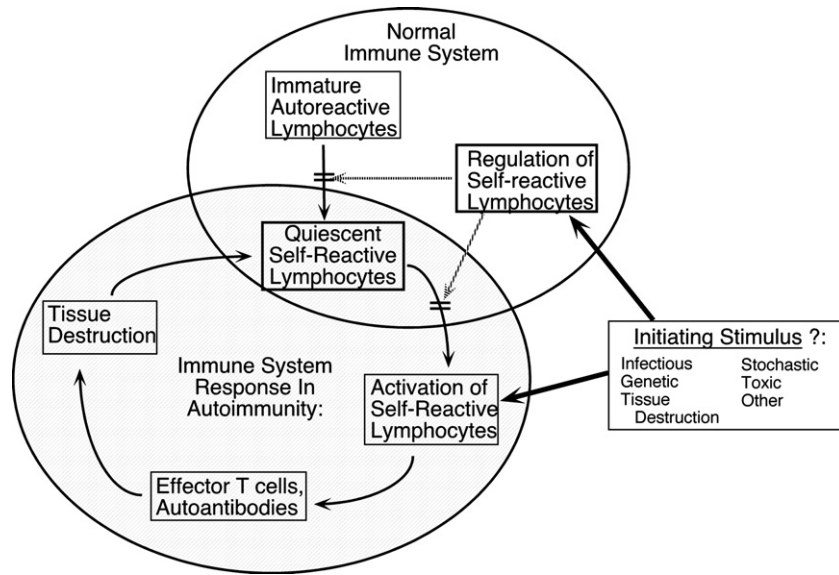 Normal
Immune System
Immature
Autoreactive
Lymphocytes
Regulation of
Self-reactive
Lymphocytes
Quiescent
Self-Reactive
Lymphocytes
Tissue
Destruction
Immune System
Response In
Autoimmunity:
Activation of
Self-Reactive
Lymphocytes
Effector T cells,
Autoantibodies
Initiating Stimulus ?:
Infectious
Genetic
Tissue
Destruction
Stochastic
Toxic
Other